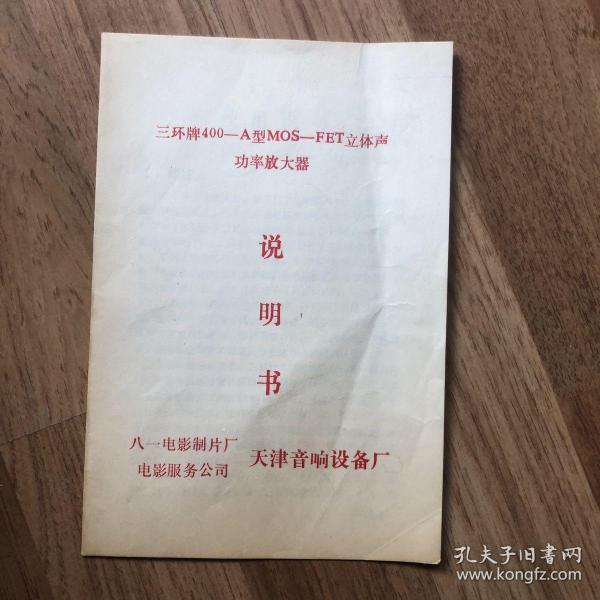 三环牌400—A型MOS—FET立体声
功率放大器
说
明
书
八一电影制片厂
电影服务公司
天津音响设备厂
孔夫子旧书网
www.kongfz.com